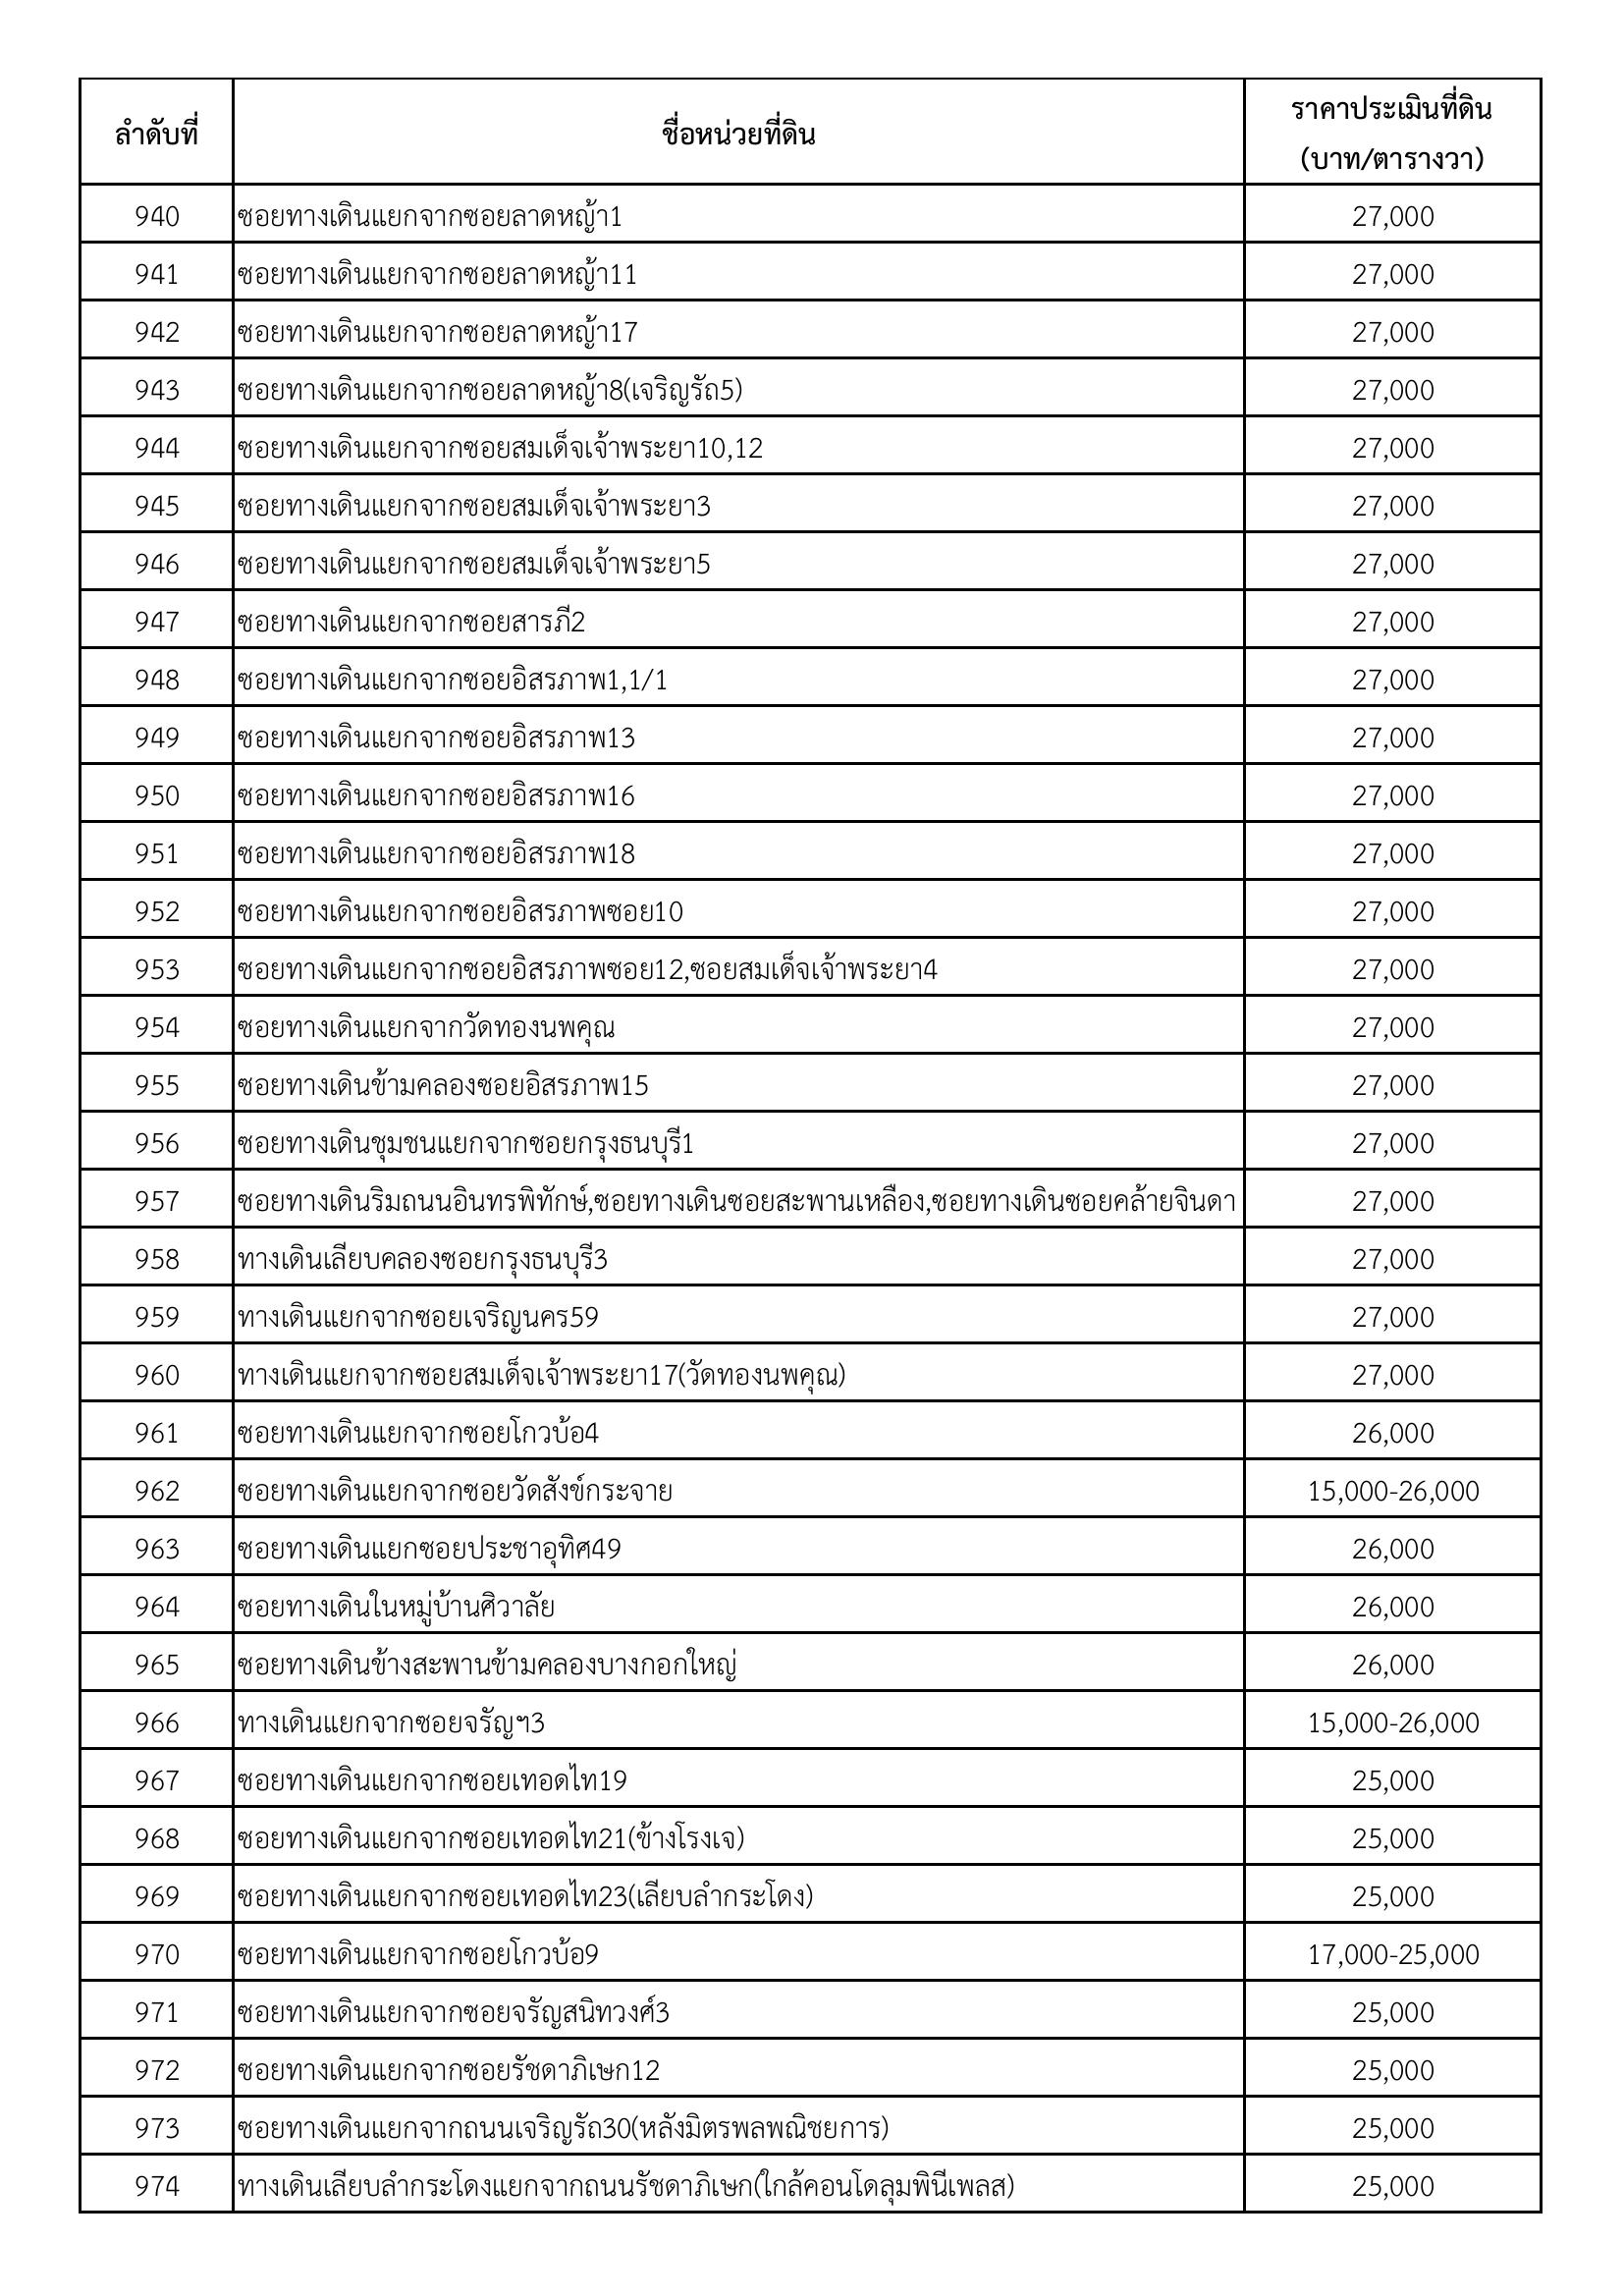 ลำดับที่ ชื่อหน่วยที่ดิน ราคาประเมินที่ดิน
(บาท/ตารางวา)
940 ซอยทางเดินแยกจากซอยลาดหญ้า1 27,000
941 ซอยทางเดินแยกจากซอยลาดหญ้า11 27,000
942 ซอยทางเดินแยกจากซอยลาดหญ้า17 27,000
943 ซอยทางเดินแยกจากซอยลาดหญ้า8(เจริญรัถ5) 27,000
944 ซอยทางเดินแยกจากซอยสมเด็จเจ้าพระยา10,12 27,000
945 ซอยทางเดินแยกจากซอยสมเด็จเจ้าพระยา3 27,000
946 ซอยทางเดินแยกจากซอยสมเด็จเจ้าพระยา5 27,000
947 ซอยทางเดินแยกจากซอยสารภี2 27,000
948 ซอยทางเดินแยกจากซอยอิสรภาพ1,1/1 27,000
949 ซอยทางเดินแยกจากซอยอิสรภาพ13 27,000
950 ซอยทางเดินแยกจากซอยอิสรภาพ16 27,000
951 ซอยทางเดินแยกจากซอยอิสรภาพ18 27,000
952 ซอยทางเดินแยกจากซอยอิสรภาพซอย10 27,000
953 ซอยทางเดินแยกจากซอยอิสรภาพซอย12,ซอยสมเด็จเจ้าพระยา4 27,000
954 ซอยทางเดินแยกจากวัดทองนพคุณ 27,000
955 ซอยทางเดินข้ามคลองซอยอิสรภาพ15 27,000
956 ซอยทางเดินชุมชนแยกจากซอยกรุงธนบุรี1 27,000
957 ซอยทางเดินริมถนนอินทรพิทักษ์,ซอยทางเดินซอยสะพานเหลือง,ซอยทางเดินซอยคล้ายจินดา 27,000
958 ทางเดินเลียบคลองซอยกรุงธนบุรี3 27,000
959 ทางเดินแยกจากซอยเจริญนคร59 27,000
960 ทางเดินแยกจากซอยสมเด็จเจ้าพระยา17(วัดทองนพคุณ) 27,000
961 ซอยทางเดินแยกจากซอยโกวบ้อ4 26,000
962 ซอยทางเดินแยกจากซอยวัดสังข์กระจาย 15,000-26,000
963 ซอยทางเดินแยกซอยประชาอุทิศ49 26,000
964 ซอยทางเดินในหมู่บ้านศิวาลัย 26,000
965 ซอยทางเดินข้างสะพานข้ามคลองบางกอกใหญ่ 26,000
966 ทางเดินแยกจากซอยจรัญฯ3 15,000-26,000
967 ซอยทางเดินแยกจากซอยเทอดไท19 25,000
968 ซอยทางเดินแยกจากซอยเทอดไท21(ข้างโรงเจ) 25,000
969 ซอยทางเดินแยกจากซอยเทอดไท23(เลียบลำกระโดง) 25,000
970 ซอยทางเดินแยกจากซอยโกวบ้อ9 17,000-25,000
971 ซอยทางเดินแยกจากซอยจรัญสนิทวงศ์3 25,000
972 ซอยทางเดินแยกจากซอยรัชดาภิเษก12 25,000
973 ซอยทางเดินแยกจากถนนเจริญรัถ30(หลังมิตรพลพณิชยการ) 25,000
974 ทางเดินเลียบลำกระโดงแยกจากถนนรัชดาภิเษก(ใกล้คอนโดลุมพินีเพลส) 25,000